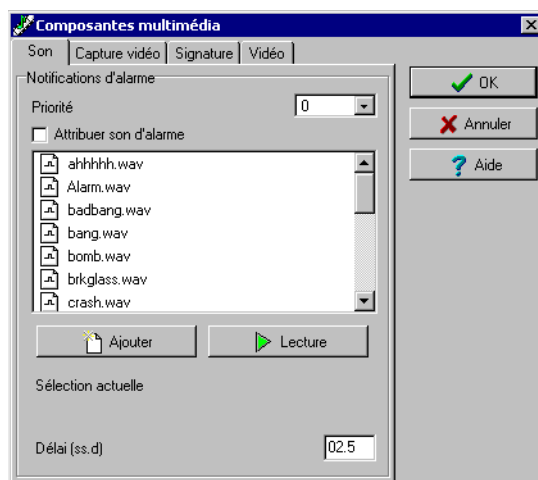 Composantes multimédia
Son Capture vidéo Signature Vidéo
Notifications d'alarme
Priorité 0
Attribuer son d'alarme
ahhhhh.wav
Alarm.wav
badbang.wav
bang.wav
bomb.wav
brkglass.wav
crash.wav
Ajouter Lecture
Sélection actuelle
Délai (ss.d) 02.5
OK
Annuler
Aide